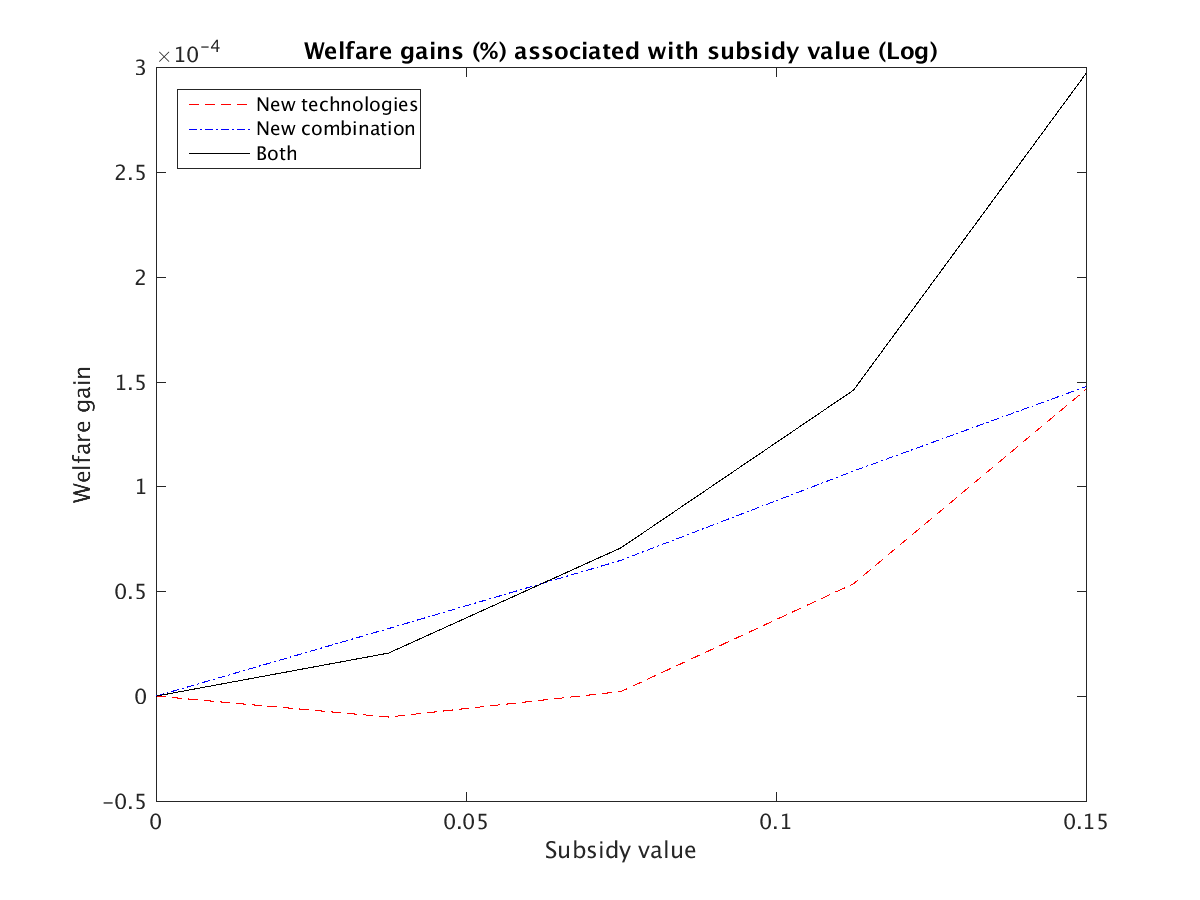 Welfare gains (%) associated with subsidy value (Log)
×10⁻⁴
3
2.5
2
1.5
1
0.5
0
-0.5
Welfare gain
New technologies
New combination
Both
0 0.05 0.1 0.15
Subsidy value